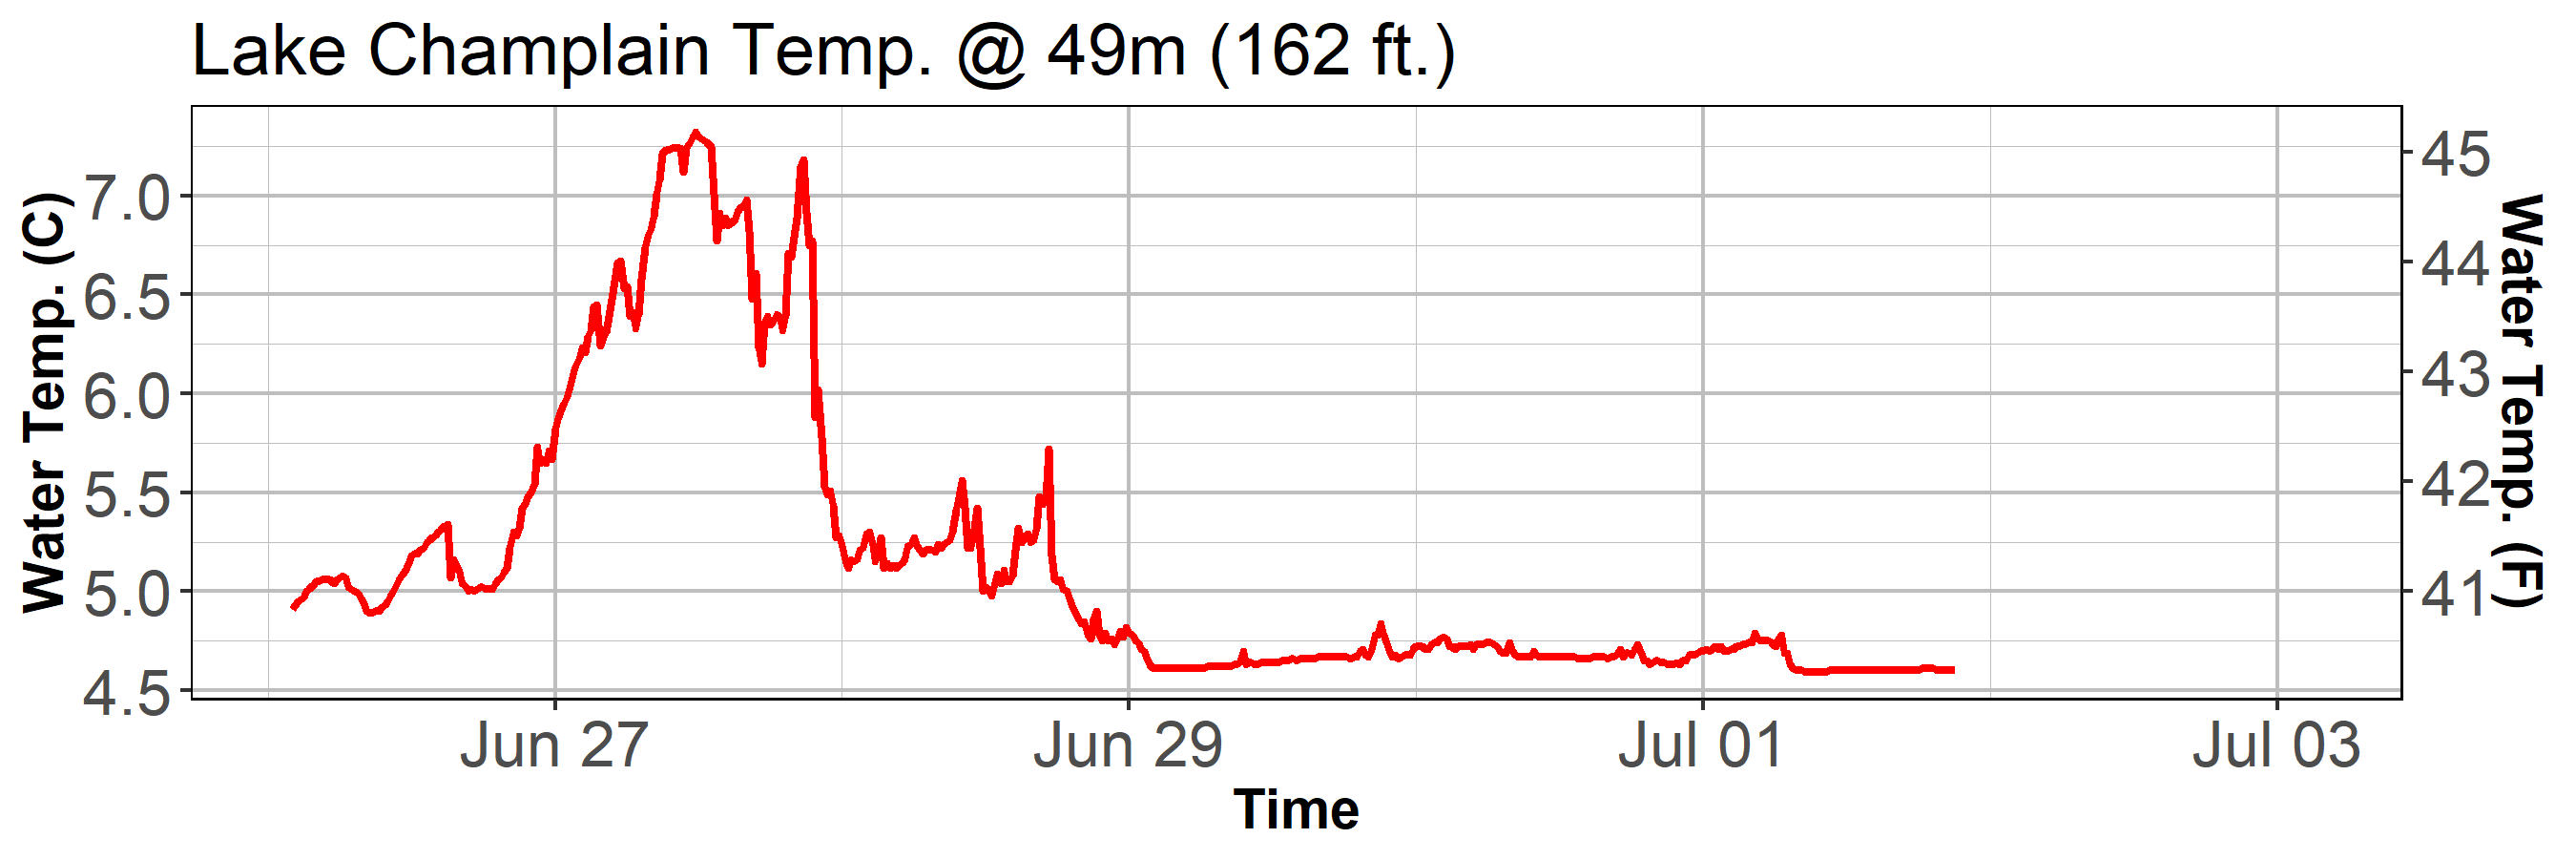 Lake Champlain Temp. @ 49m (162 ft.)
Water Temp. (C)
7.0
6.5
6.0
5.5
5.0
4.5
45
44
43
42
41
Water Temp. (F)
Jun 27
Jun 29
Jul 01
Jul 03
Time